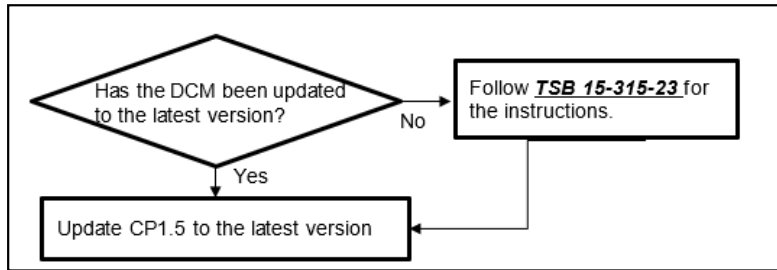 Has the DCM been updated
to the latest version?
Follow TSB 15-315-23 for
the instructions.
No
Yes
Update CP1.5 to the latest version